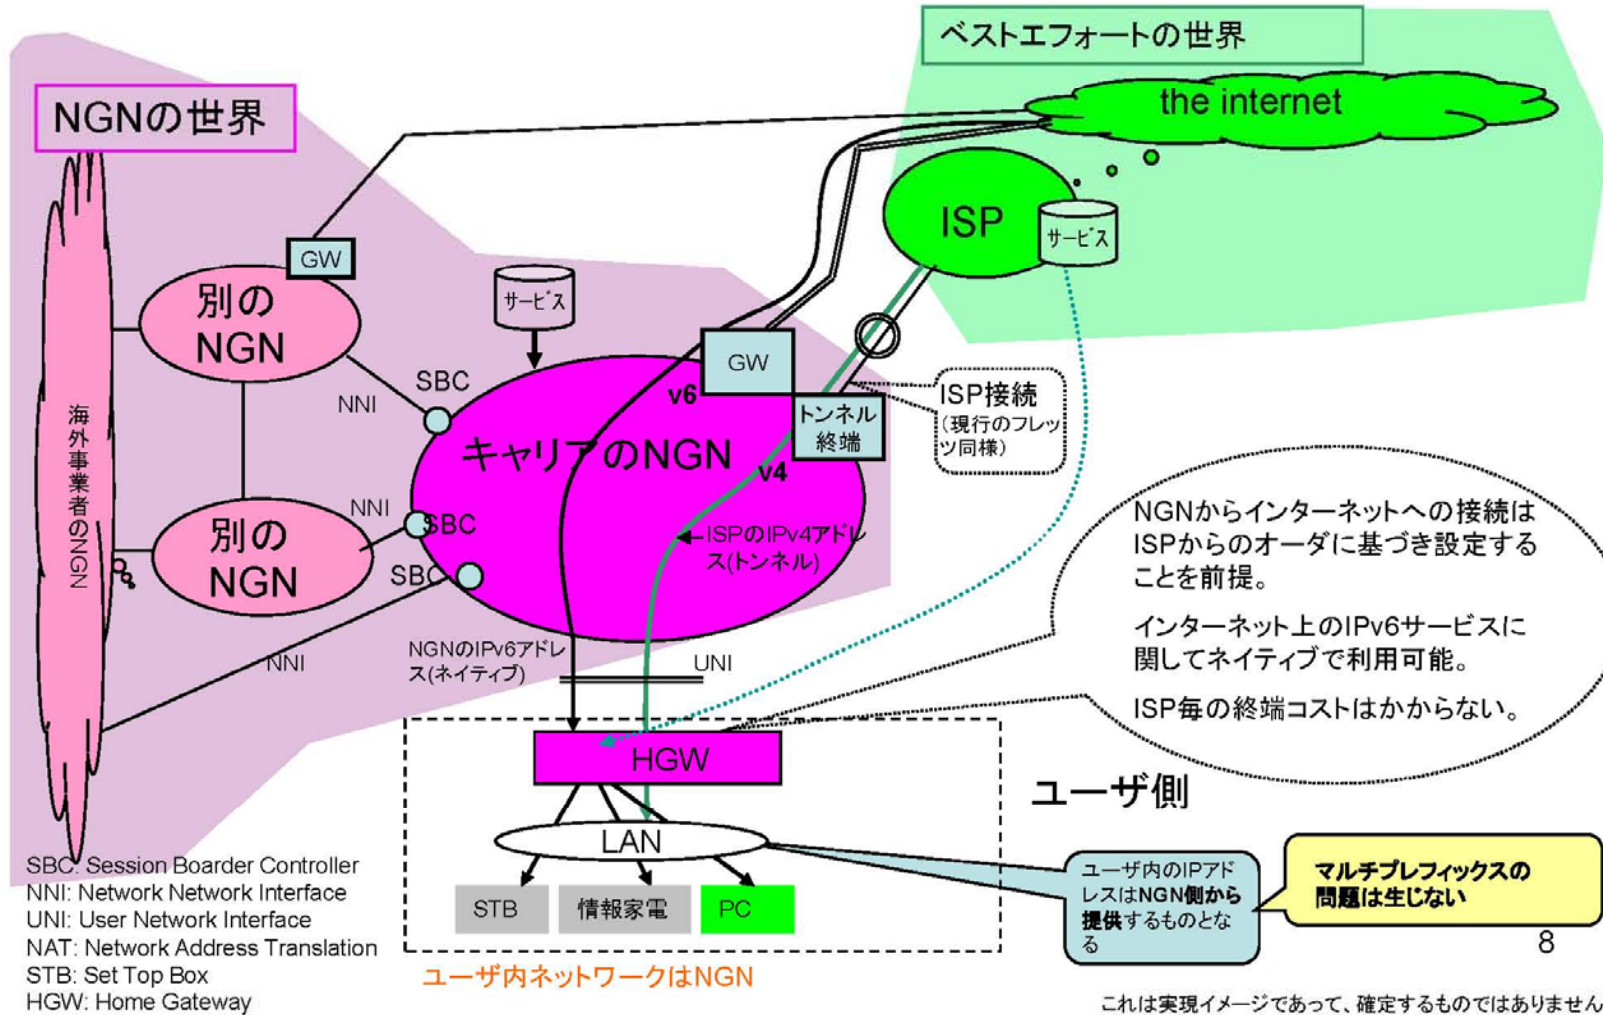 ベストエフォートの世界
the internet
NGNの世界
ISP
サービス
GW
別の
NGN
サービス
SBC
NNI
v6
GW
トンネル
終端
ISP接続
(現行のフレッ
ツ同様)
キャリアのNGN
v4
海外事業者のNGN
NNI
SBC
別の
NGN
ISPのIPv4アドレ
ス(トンネル)
SBC
NGNからインターネットへの接続は
ISPからのオーダに基づき設定する
ことを前提。
インターネット上のIPv6サービスに
関してネイティブで利用可能。
ISP毎の終端コストはかからない。
NNI
NGNのIPv6アドレ
ス(ネイティブ)
UNI
HGW
ユーザ側
LAN
STB
情報家電
PC
ユーザ内のIPアド
レスはNGN側から
提供するものとな
る
マルチプレフィックスの
問題は生じない
8
SBC: Session Boarder Controller
NNI: Network Network Interface
UNI: User Network Interface
NAT: Network Address Translation
STB: Set Top Box
HGW: Home Gateway
ユーザ内ネットワークはNGN
これは実現イメージであって、確定するものではありません